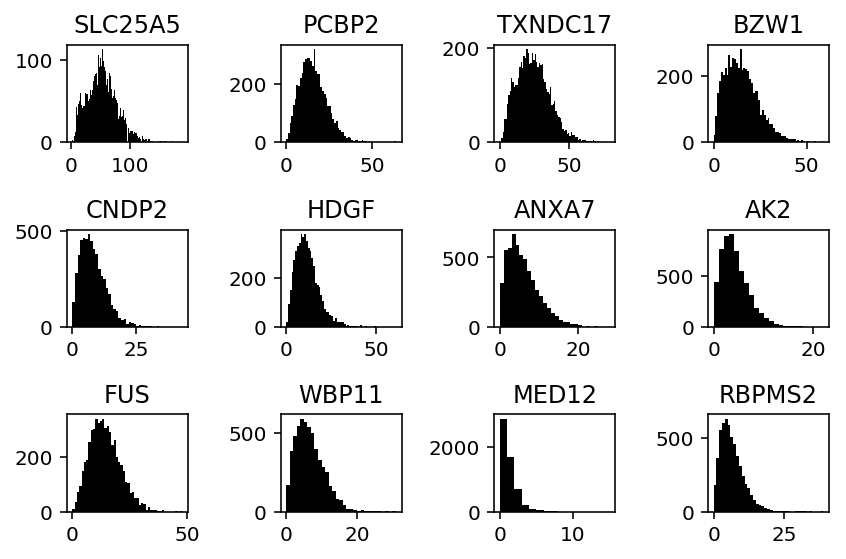 SLC25A5 PCBP2 TXNDC17 BZW1
100 200 200 200
0 0 0 0
0 100 0 50 0 50 0 50
CNDP2 HDGF ANXA7 AK2
500 200 500 500
0 0 0 0
0 25 0 50 0 20 0 20
FUS WBP11 MED12 RBPMS2
200 500 2000 500
0 0 0 0
0 50 0 20 0 10 0 25